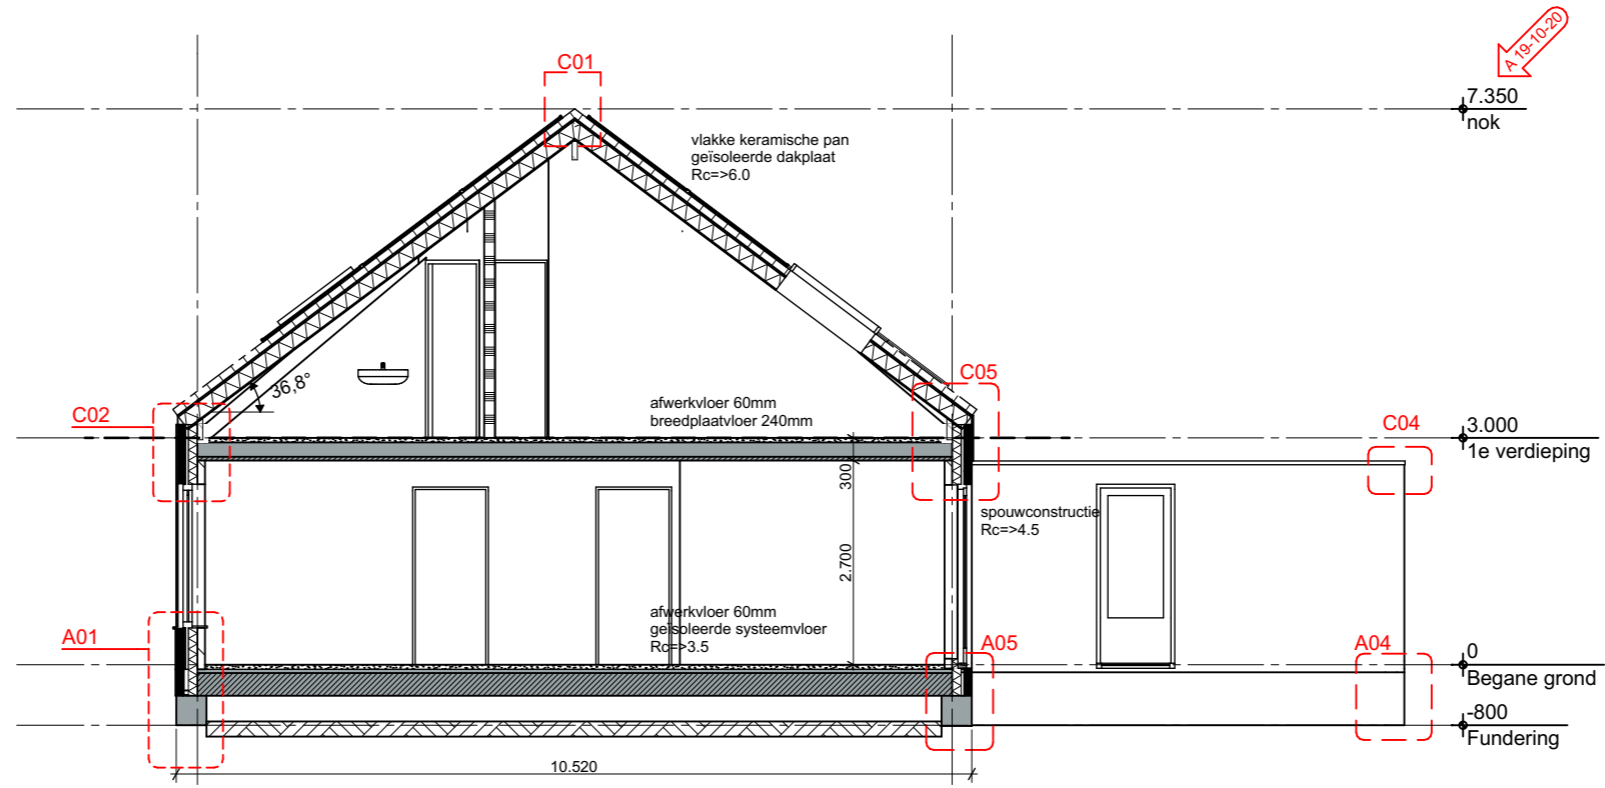 A 19-10-20
C01
7.350
nok
vlakke keramische pan
geïsoleerde dakplaat
Rc=>6.0
36,8°
C02
C05
afwerkvloer 60mm
breedplaatvloer 240mm
C04
3.000
1e verdieping
300
spouwconstructie
Rc=>4.5
2.700
afwerkvloer 60mm
geïsoleerde systeemvloer
Rc=>3.5
A01
A05
A04
0
Begane grond
-800
Fundering
10.520